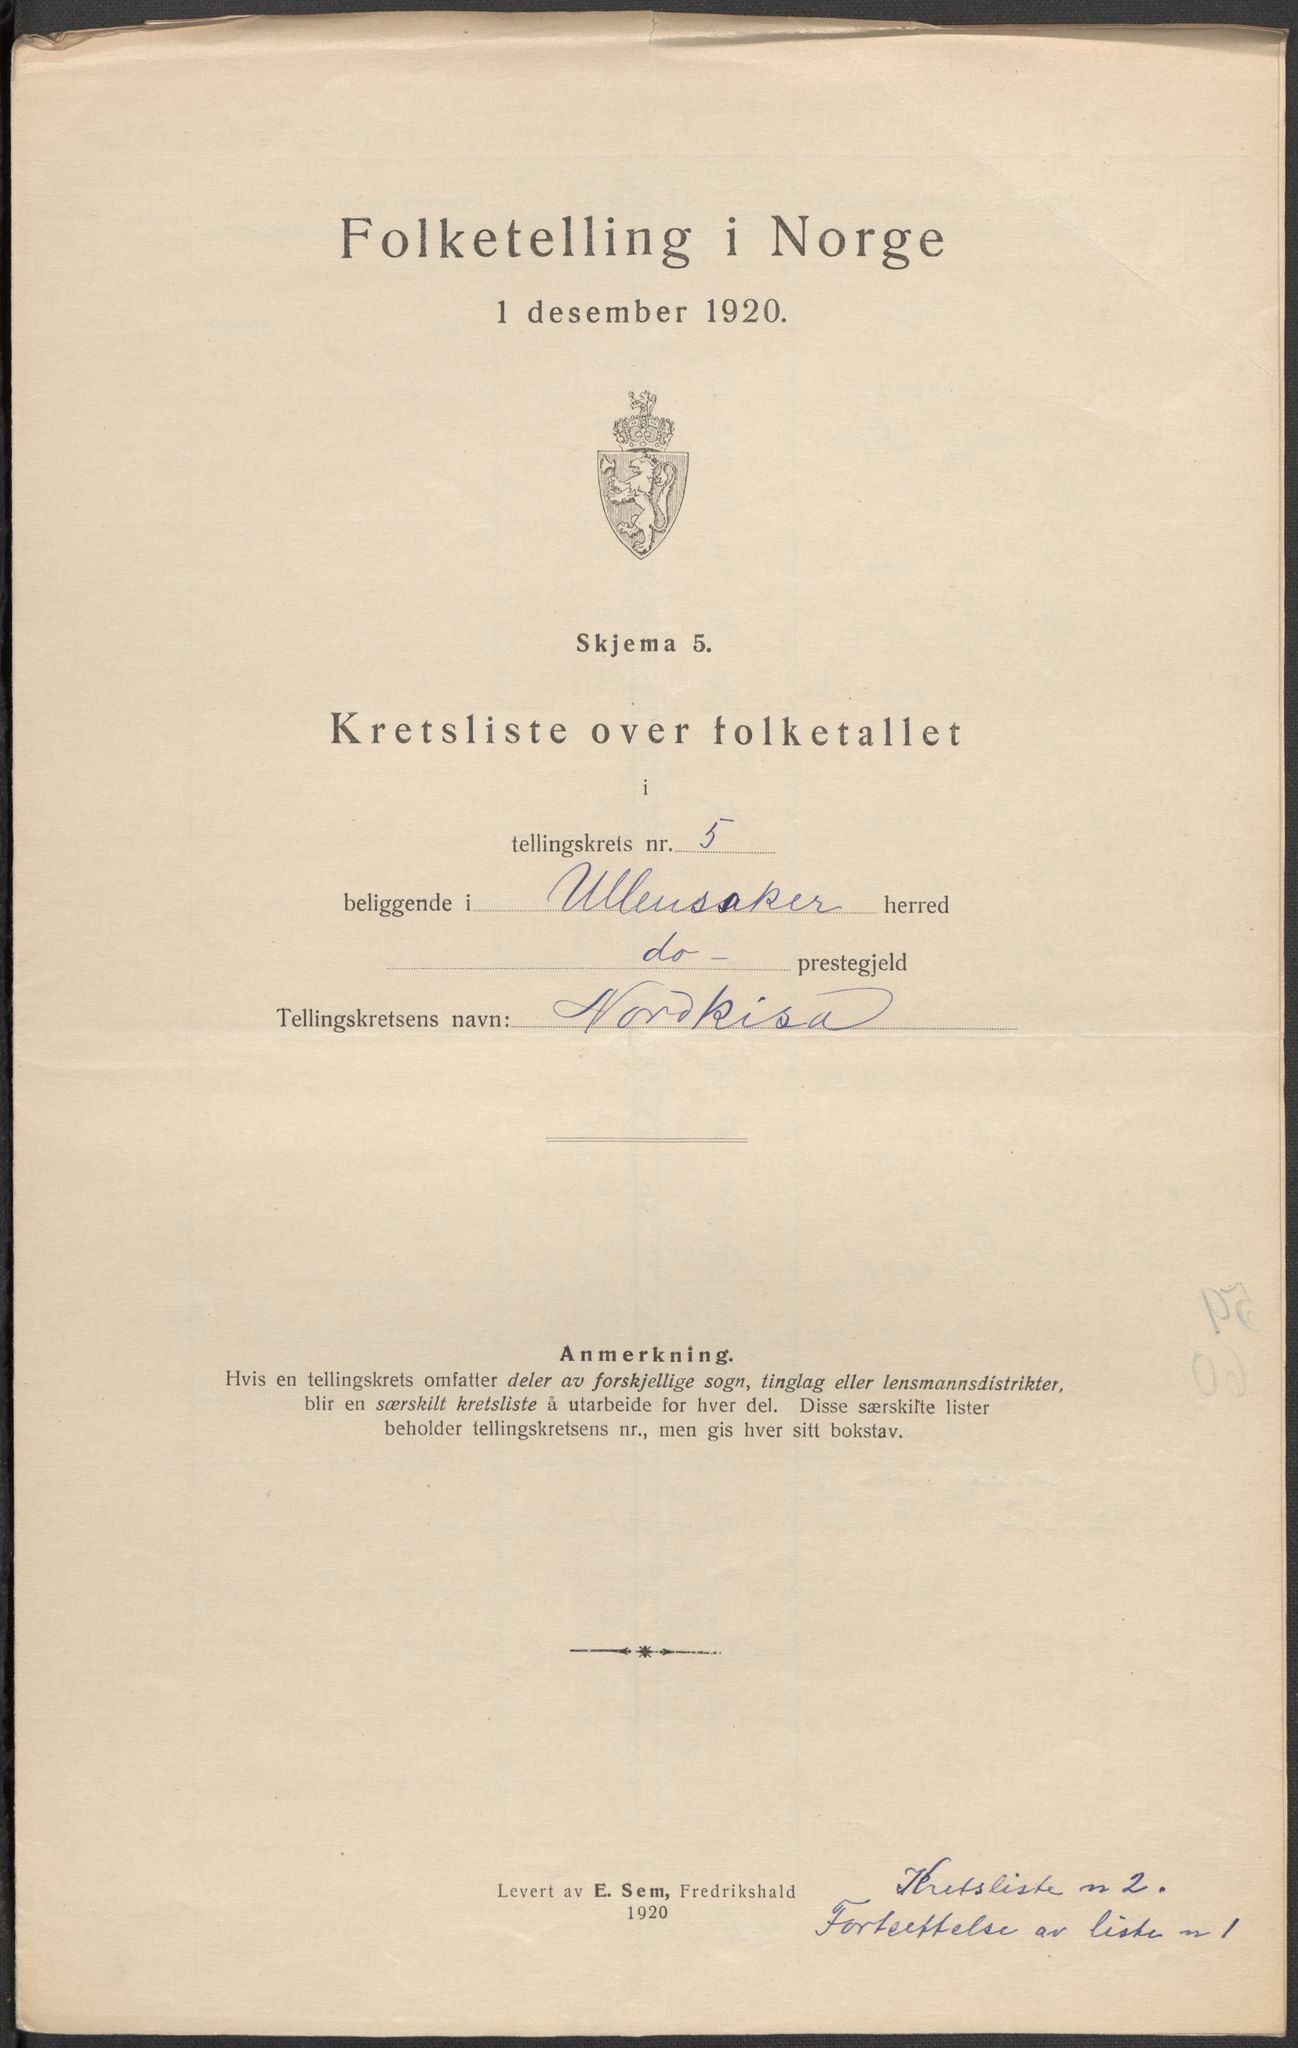 Folketelling i Norge
1 desember 1920.
Skjema 5.
Kretsliste over folketallet
i
tellingskrets nr. 5
beliggende i Ullensaker herred
do - prestegjeld
Tellingskretsens navn: Nordkisa
59
60
Anmerkning.
Hvis en tellingskrets omfatter deler av forskjellige sogn, tinglag eller lensmannsdistrikter,
blir en særskilt kretsliste å utarbeide for hver del. Disse særskilte lister
beholder tellingskretsens nr., men gis hver sitt bokstav.
Levert av E. Sem, Fredrikshald
1920
Kretsliste n 2.
Fortsettelse av liste n 1